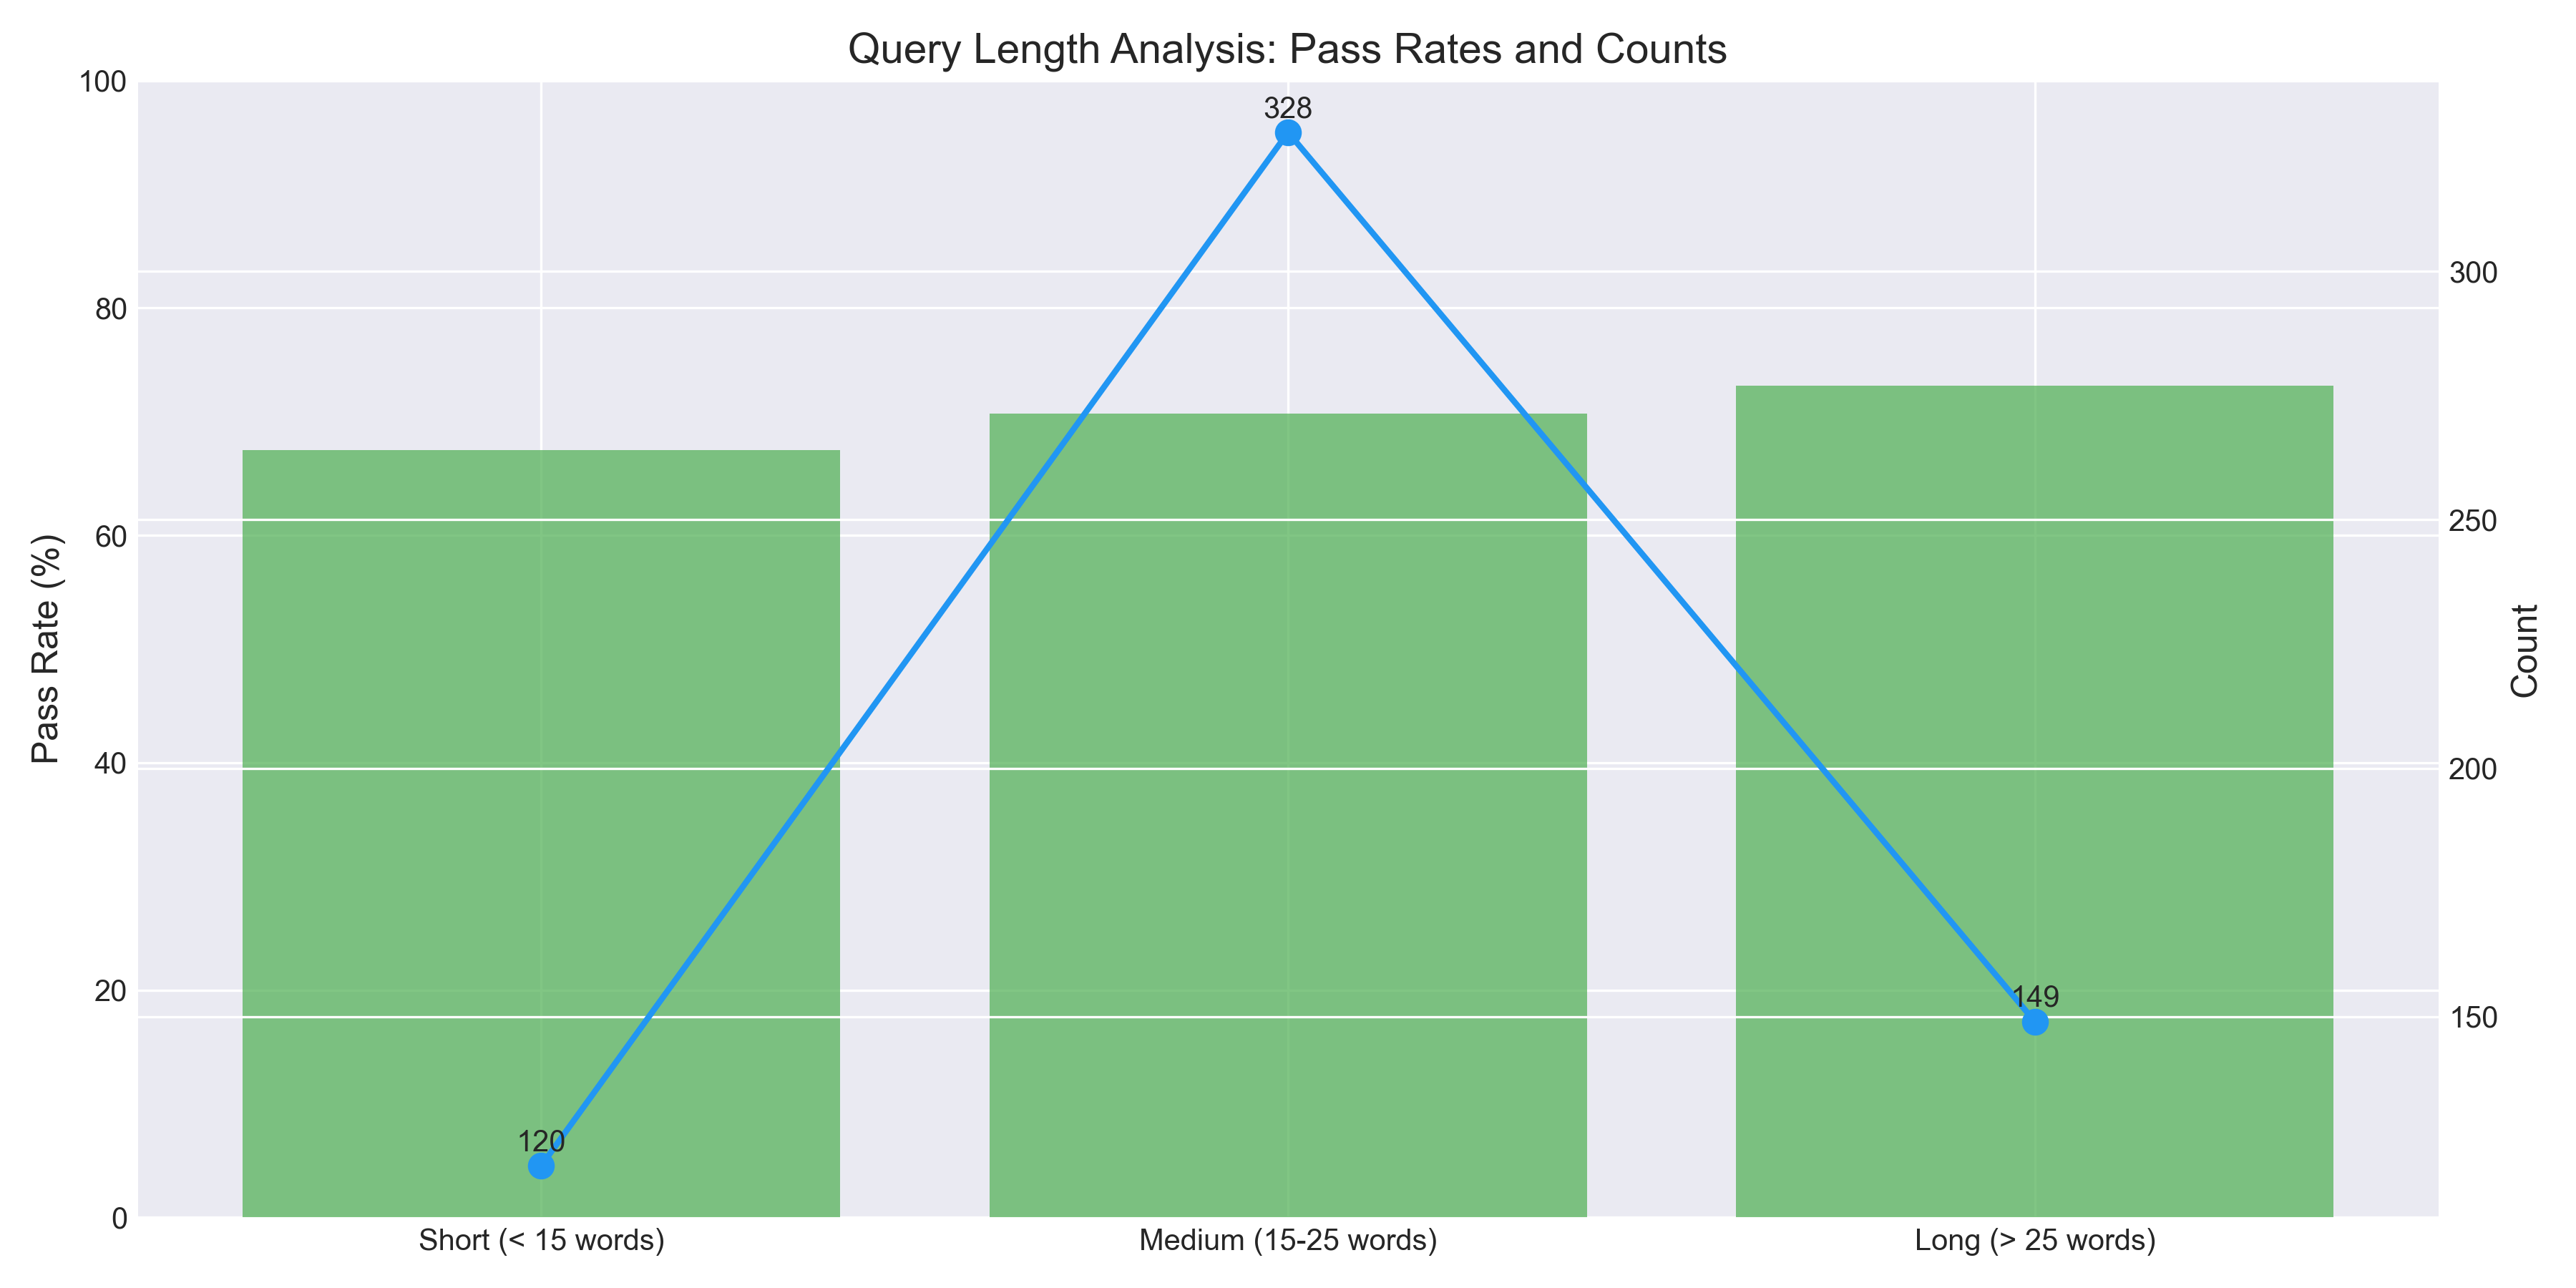 Query Length Analysis: Pass Rates and Counts
100
80
60
40
20
0
Pass Rate (%)
328
120
149
300
250
200
150
Count
Short (< 15 words)
Medium (15-25 words)
Long (> 25 words)